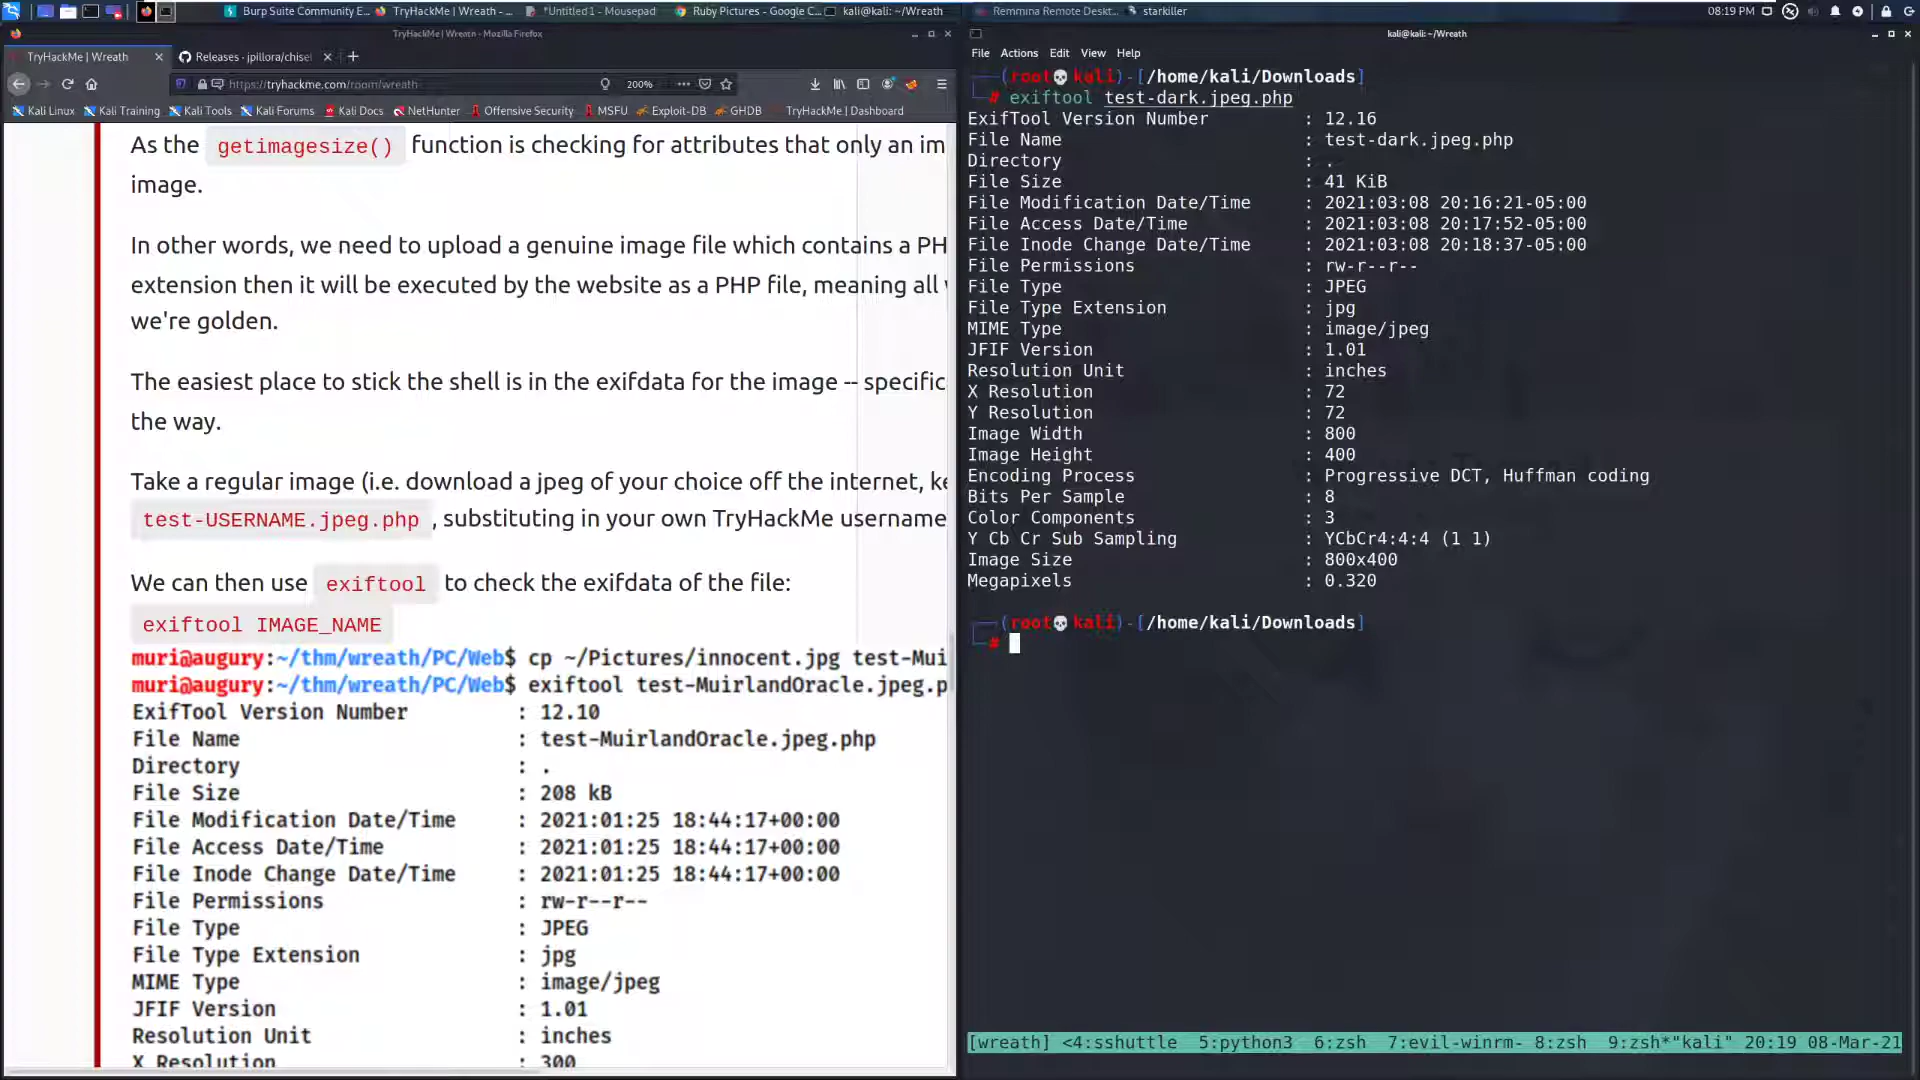 Burp Suite Community E...
TryHackMe | Wreath - ...
*Untitled 1 - Mousepad
Ruby Pictures - Google C...
kali@kali: ~/Wreath
Remmina Remote Deskt...
starkiller
08:19 PM
TryHackMe | Wreath - Mozilla Firefox
TryHackMe | Wreath
Releases · jpillora/chise
https://tryhackme.com/room/wreath
200%
Kali Linux
Kali Training
Kali Tools
Kali Forums
Kali Docs
NetHunter
Offensive Security
MSFU
Exploit-DB
GHDB
TryHackMe | Dashboard
As the getimagesize() function is checking for attributes that only an im
image.
In other words, we need to upload a genuine image file which contains a PH
extension then it will be executed by the website as a PHP file, meaning all
we're golden.
The easiest place to stick the shell is in the exifdata for the image -- specific
the way.
Take a regular image (i.e. download a jpeg of your choice off the internet, ke
test-USERNAME.jpeg.php , substituting in your own TryHackMe username
We can then use exiftool to check the exifdata of the file:
exiftool IMAGE_NAME
muri@augury:~/thm/wreath/PC/Web$ cp ~/Pictures/innocent.jpg test-Mui
muri@augury:~/thm/wreath/PC/Web$ exiftool test-MuirlandOracle.jpeg.p
ExifTool Version Number : 12.10
File Name : test-MuirlandOracle.jpeg.php
Directory : .
File Size : 208 kB
File Modification Date/Time : 2021:01:25 18:44:17+00:00
File Access Date/Time : 2021:01:25 18:44:17+00:00
File Inode Change Date/Time : 2021:01:25 18:44:17+00:00
File Permissions : rw-r--r--
File Type : JPEG
File Type Extension : jpg
MIME Type : image/jpeg
JFIF Version : 1.01
Resolution Unit : inches
X Resolution : 300
kali@kali:~/Wreath
File Actions Edit View Help
(root💀kali)-[/home/kali/Downloads]
# exiftool test-dark.jpeg.php
ExifTool Version Number : 12.16
File Name : test-dark.jpeg.php
Directory : .
File Size : 41 KiB
File Modification Date/Time : 2021:03:08 20:16:21-05:00
File Access Date/Time : 2021:03:08 20:17:52-05:00
File Inode Change Date/Time : 2021:03:08 20:18:37-05:00
File Permissions : rw-r--r--
File Type : JPEG
File Type Extension : jpg
MIME Type : image/jpeg
JFIF Version : 1.01
Resolution Unit : inches
X Resolution : 72
Y Resolution : 72
Image Width : 800
Image Height : 400
Encoding Process : Progressive DCT, Huffman coding
Bits Per Sample : 8
Color Components : 3
Y Cb Cr Sub Sampling : YCbCr4:4:4 (1 1)
Image Size : 800x400
Megapixels : 0.320
(root💀kali)-[/home/kali/Downloads]
#
[wreath] <4:sshuttle 5:python3 6:zsh 7:evil-winrm- 8:zsh 9:zsh*"kali" 20:19 08-Mar-21